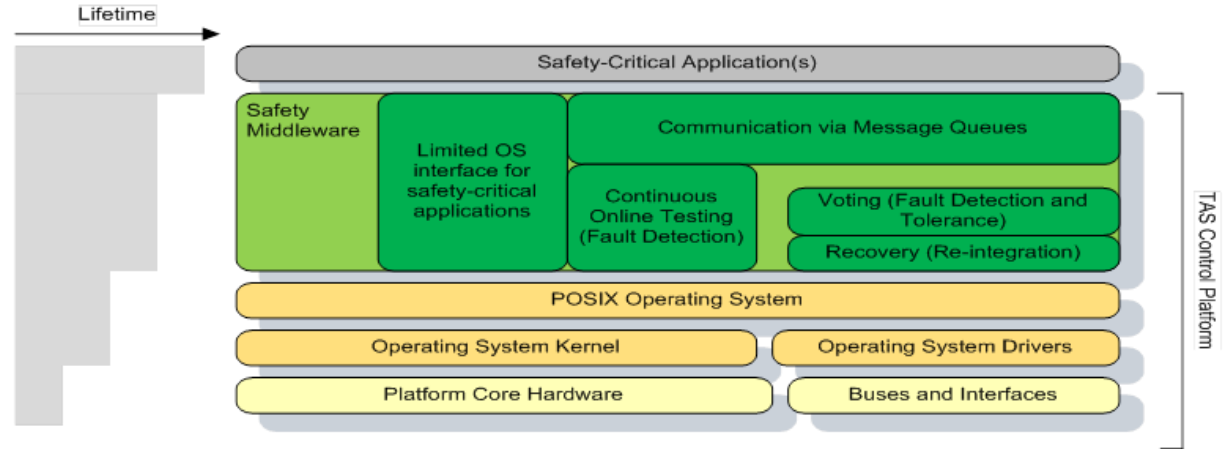 Lifetime
Safety-Critical Application(s)
Safety
Middleware
Limited OS
interface for
safety-critical
applications
Communication via Message Queues
Continuous
Online Testing
(Fault Detection)
Voting (Fault Detection and
Tolerance)
Recovery (Re-integration)
POSIX Operating System
Operating System Kernel
Operating System Drivers
Platform Core Hardware
Buses and Interfaces
TAS Control Platform